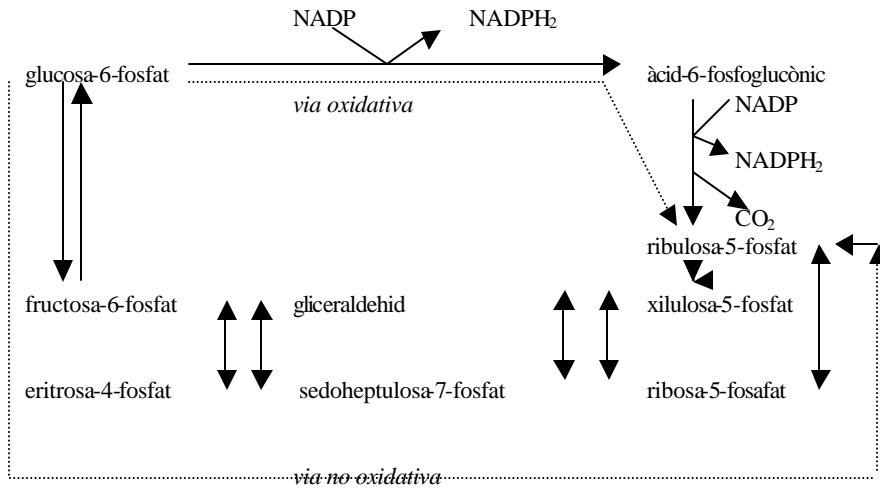 NADP NADPH₂
glucosa-6-fosfat àcid-6-fosfoglucònic
via oxidativa NADP
NADPH₂
CO₂
ribulosa-5-fosfat
fructosa-6-fosfat gliceraldehid xilulosa-5-fosfat
eritrosa-4-fosfat sedoheptulosa-7-fosfat ribosa-5-fosafat
via no oxidativa